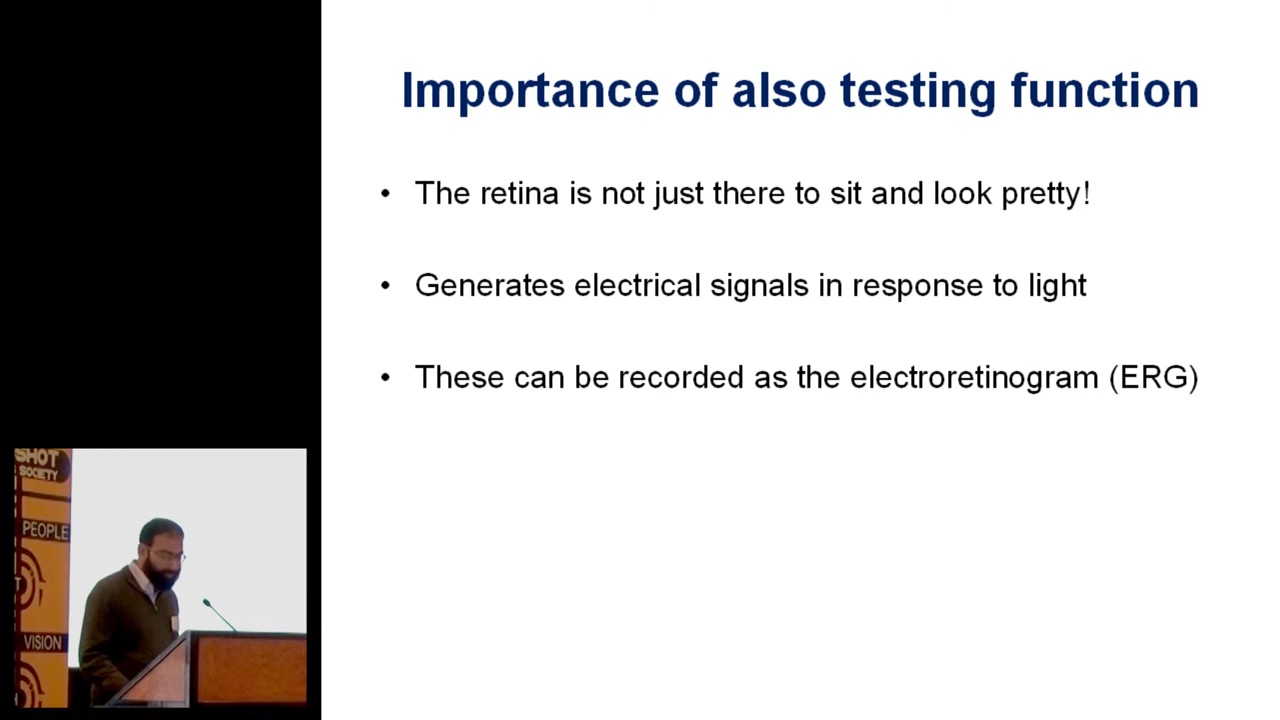 Importance of also testing function
• The retina is not just there to sit and look pretty!
• Generates electrical signals in response to light
• These can be recorded as the electroretinogram (ERG)
SHOT
SOCIETY
PEOPLE
VISION